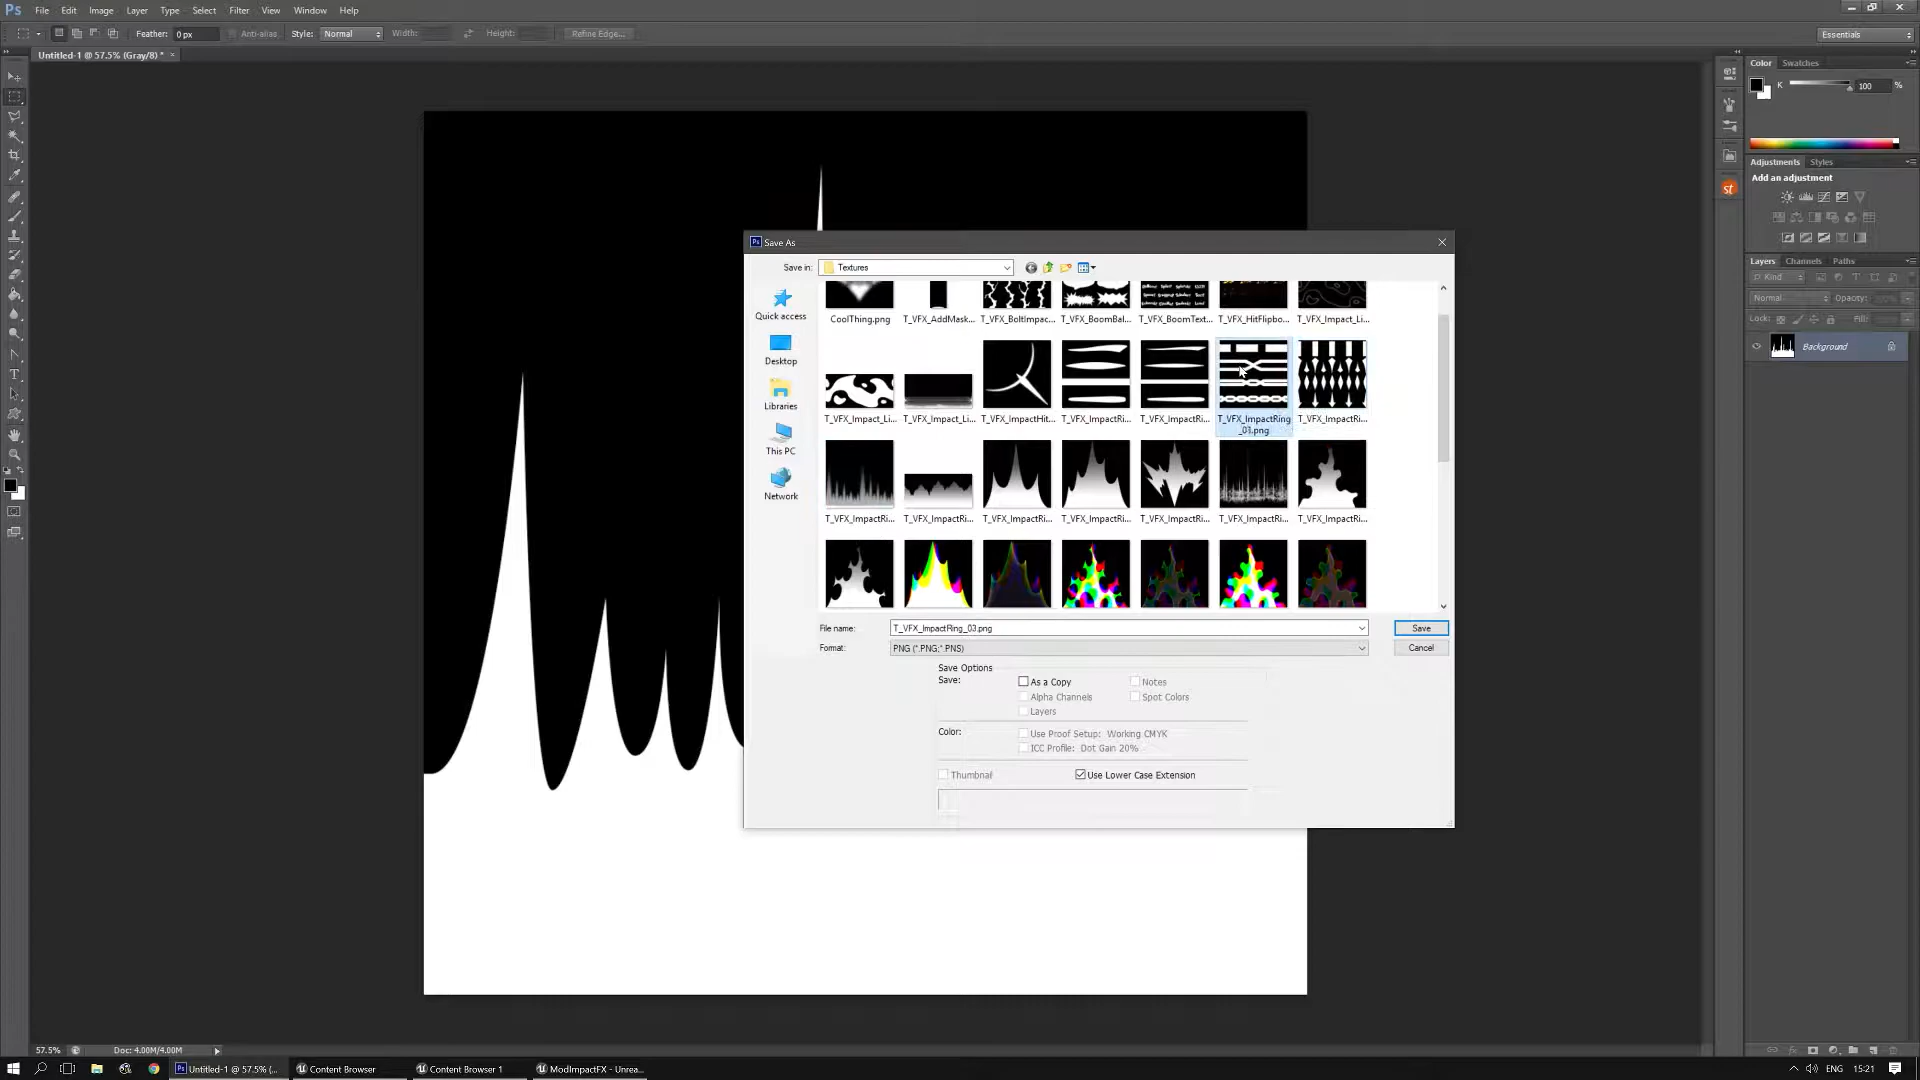 Ps File Edit Image Layer Type Select Filter View Window Help
Feather: 0 px Anti-alias Style: Normal Width: Height: Refine Edge... Essentials
Untitled-1 @ 57.5% (Gray/8) * ×
Color Swatches
K 100 %
Adjustments Styles
Add an adjustment
st
Layers Channels Paths
Kind
Normal Opacity:
Lock: Fill:
Background
Ps Save As
Save in: Textures
Quick access
Desktop
Libraries
This PC
Network
CoolThing.png T_VFX_AddMask... T_VFX_BoltImpac... T_VFX_BoomBal... T_VFX_BoomText... T_VFX_HitFlipbo... T_VFX_Impact_Li...
T_VFX_Impact_Li... T_VFX_Impact_Li... T_VFX_ImpactHit... T_VFX_ImpactRi... T_VFX_ImpactRi... T_VFX_ImpactRing T_VFX_ImpactRi...
_03.png
T_VFX_ImpactRi... T_VFX_ImpactRi... T_VFX_ImpactRi... T_VFX_ImpactRi... T_VFX_ImpactRi... T_VFX_ImpactRi... T_VFX_ImpactRi...
File name: T_VFX_ImpactRing_03.png Save
Format: PNG (*.PNG;*.PNS) Cancel
Save Options
Save: As a Copy Notes
Alpha Channels Spot Colors
Layers
Color: Use Proof Setup: Working CMYK
ICC Profile: Dot Gain 20%
Thumbnail Use Lower Case Extension
57.5% Doc: 4.00M/4.00M
Untitled-1 @ 57.5% (... Content Browser Content Browser 1 ModImpactFX - Unrea... ENG 15:21